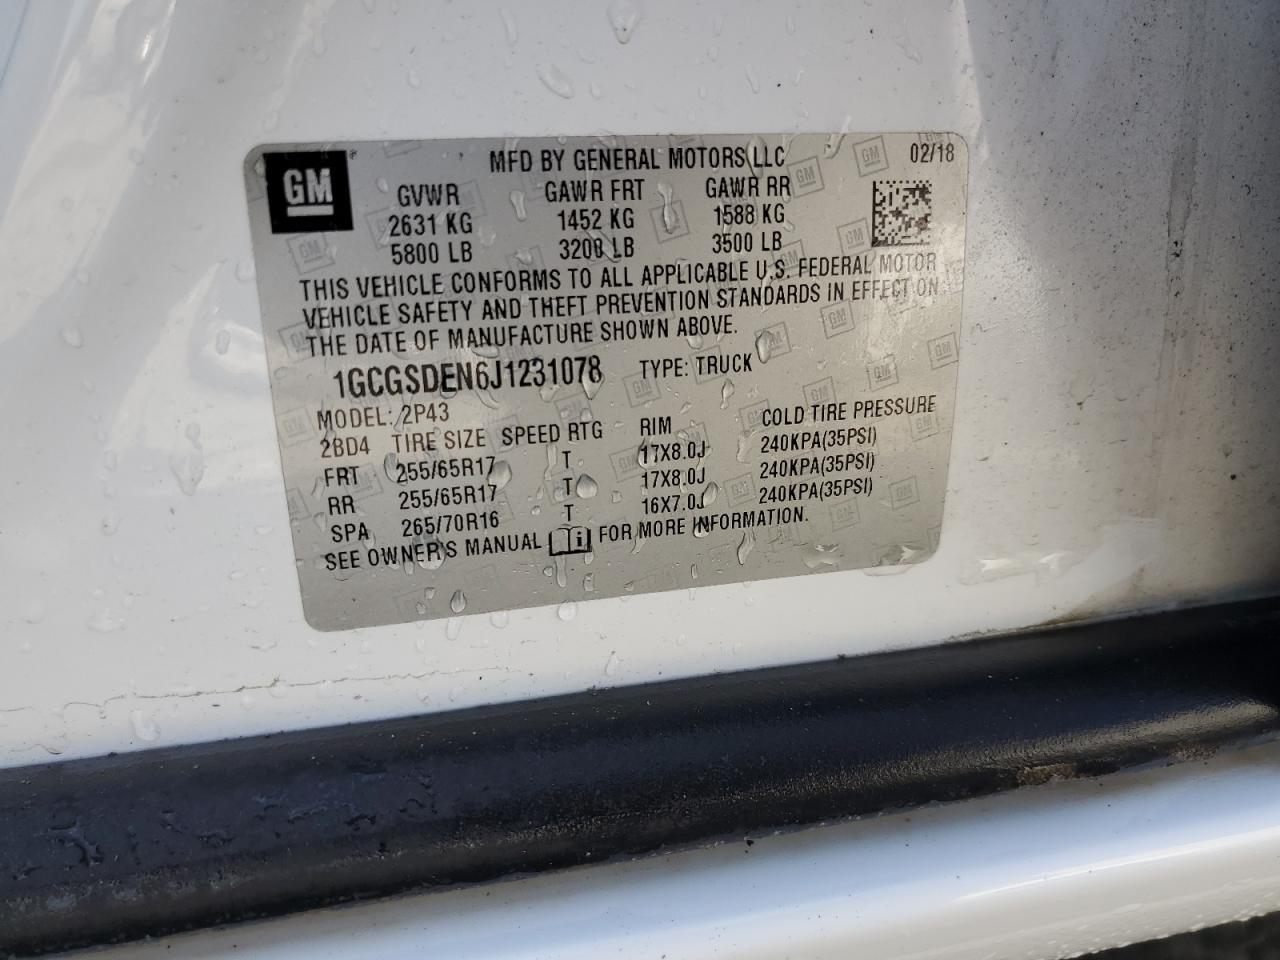 GM
MFD BY GENERAL MOTORS LLC 02/18
GVWR GAWR FRT GAWR RR
2631 KG 1452 KG 1588 KG
5800 LB 3200 LB 3500 LB
THIS VEHICLE CONFORMS TO ALL APPLICABLE U.S. FEDERAL MOTOR
VEHICLE SAFETY AND THEFT PREVENTION STANDARDS IN EFFECT ON
THE DATE OF MANUFACTURE SHOWN ABOVE.
1GCGSDEN6J1231078 TYPE: TRUCK
MODEL: 2P43
2BD4 TIRE SIZE SPEED RTG RIM COLD TIRE PRESSURE
FRT 255/65R17 T 17X8.0J 240KPA(35PSI)
RR 255/65R17 T 17X8.0J 240KPA(35PSI)
SPA 265/70R16 T 16X7.0J 240KPA(35PSI)
SEE OWNER'S MANUAL FOR MORE INFORMATION.